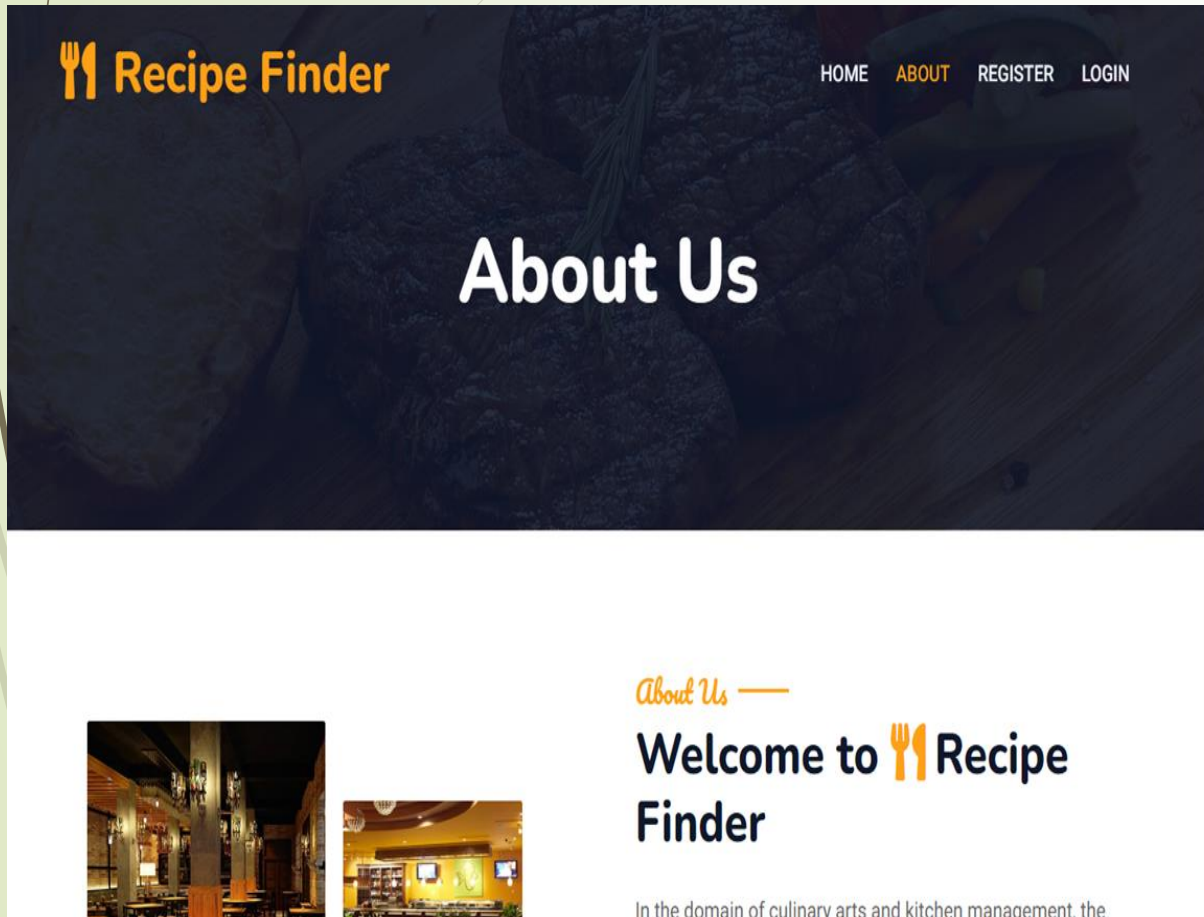 Recipe Finder
HOME ABOUT REGISTER LOGIN
About Us
About Us
Welcome to Recipe
Finder
In the domain of culinary arts and kitchen management, the